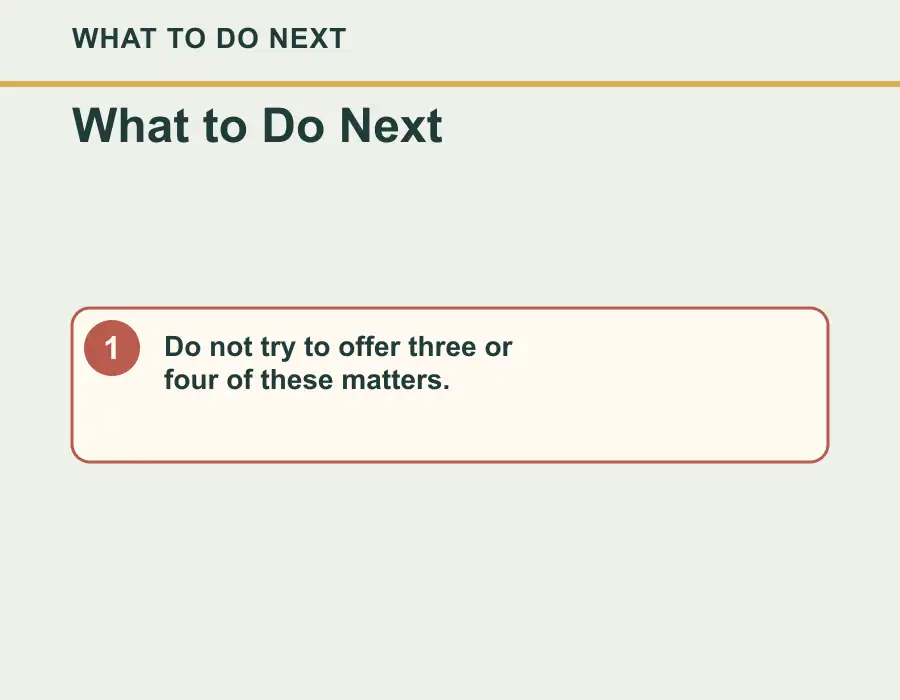 WHAT TO DO NEXT
What to Do Next
1
Do not try to offer three or
four of these matters.